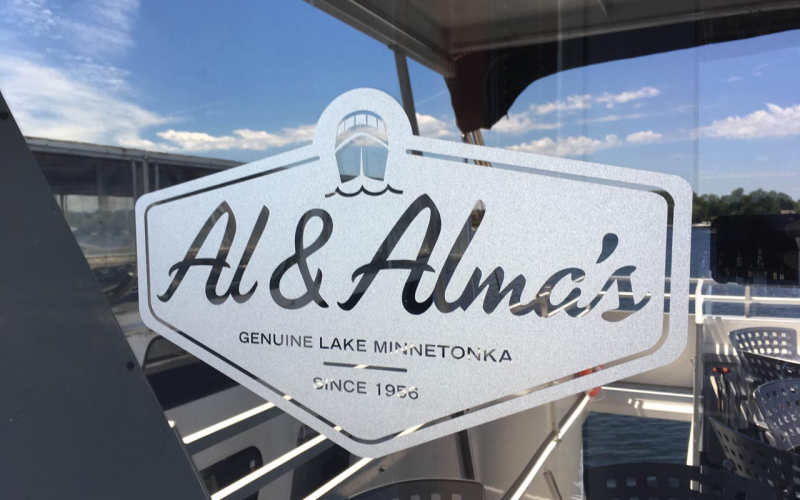 Al & Alma's
GENUINE LAKE MINNETONKA
SINCE 1956